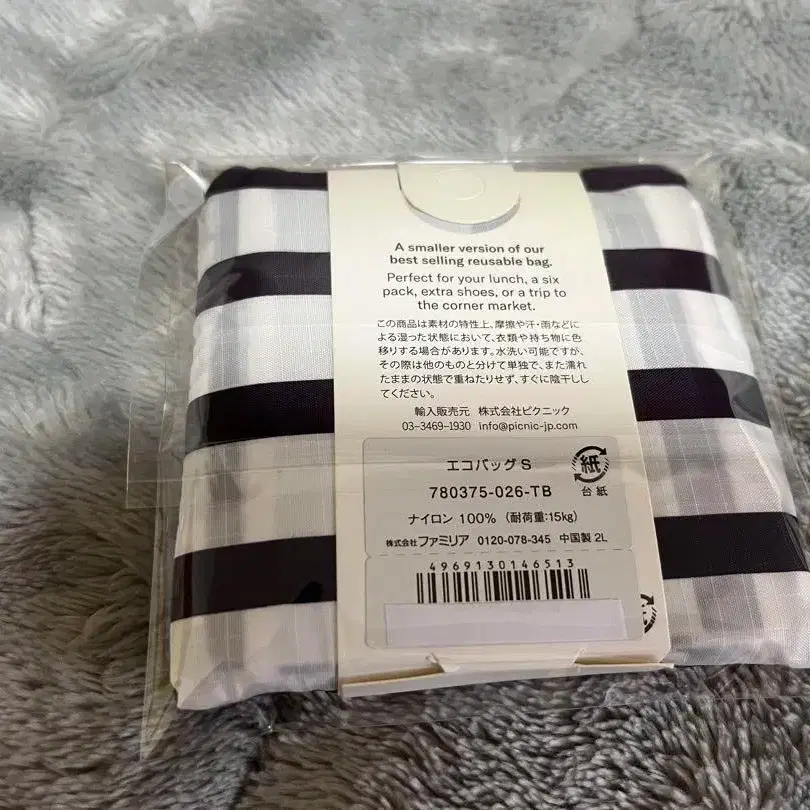 A smaller version of our
best selling reusable bag.
Perfect for your lunch, a six
pack, extra shoes, or a trip to
the corner market.
この商品は素材の特性上、摩擦や汗・雨などに
よる湿った状態において、衣類や持ち物に色
移りする場合があります。水洗い可能ですが、
その際は他のものと分けて単独で、また濡れ
たままの状態で重ねたりせず、すぐに陰干しし
てください。
輸入販売元 株式会社ピクニック
03-3469-1930 info@picnic-jp.com
エコバッグS
紙
780375-026-TB
台紙
ナイロン 100% (耐荷重:15kg)
株式会社ファミリア 0120-078-345 中国製 2L
4969130146513